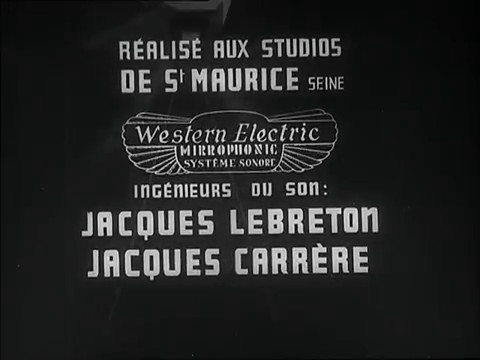 RÉALISÉ AUX STUDIOS
DE St MAURICE SEINE
Western Electric
MIRROPHONIC
SYSTÈME SONORE
INGÉNIEURS DU SON:
JACQUES LEBRETON
JACQUES CARRÈRE